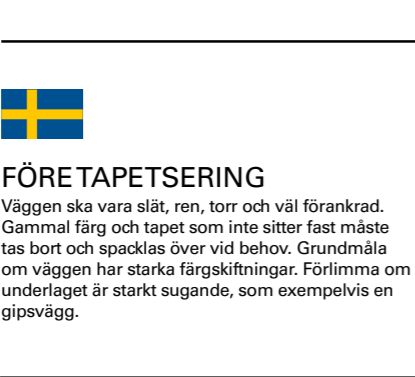 FÖRE TAPETSERING
Väggen ska vara slät, ren, torr och väl förankrad.
Gammal färg och tapet som inte sitter fast måste
tas bort och spacklas över vid behov. Grundmåla
om väggen har starka färgskiftningar. Förlimma om
underlaget är starkt sugande, som exempelvis en
gipsvägg.